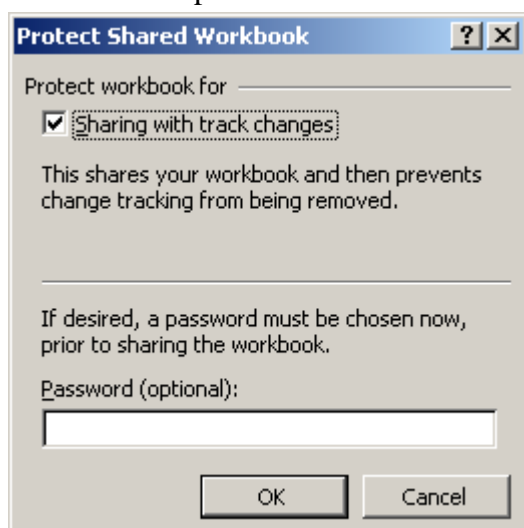 Protect Shared Workbook
Protect workbook for
Sharing with track changes
This shares your workbook and then prevents
change tracking from being removed.
If desired, a password must be chosen now,
prior to sharing the workbook.
Password (optional):
OK Cancel